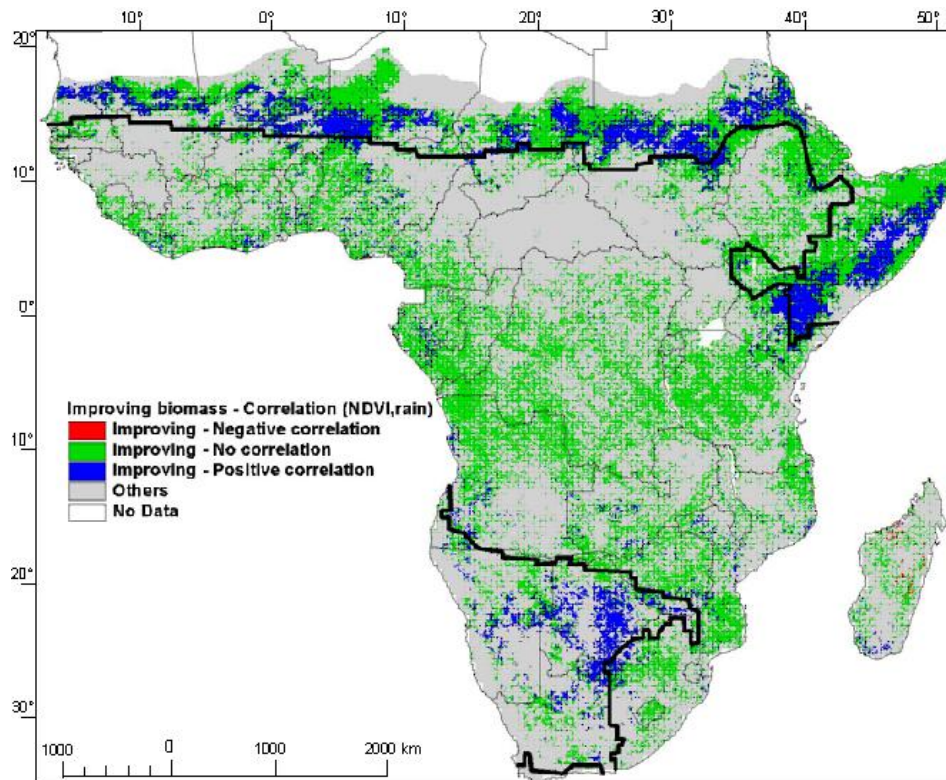 10° 0° 10° 20° 30° 40° 50°
20°
10°
0°
Improving biomass - Correlation (NDVI,rain)
Improving - Negative correlation
Improving - No correlation
Improving - Positive correlation
Others
No Data
10°
20°
30°
1000 0 1000 2000 km